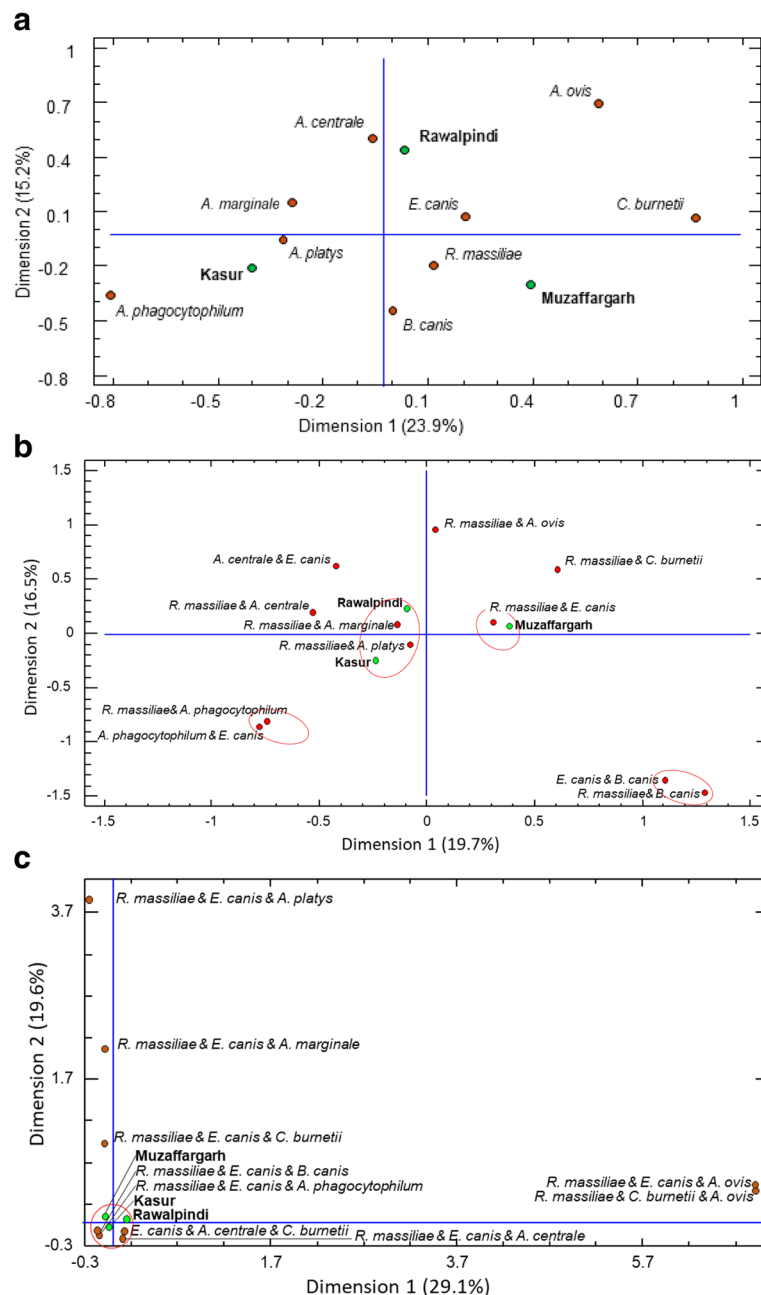 a
1
0.7
0.4
0.1
-0.2
-0.5
-0.8
Dimension 2 (15.2%)
A. ovis
A. centrale
Rawalpindi
A. marginale
E. canis
C. burnetii
A. platys
R. massiliae
Kasur
Muzaffargarh
A. phagocytophilum
B. canis
-0.8 -0.5 -0.2 0.1 0.4 0.7 1
Dimension 1 (23.9%)
b
1.5
1
0.5
0
-0.5
-1
-1.5
Dimension 2 (16.5%)
R. massiliae & A. ovis
A. centrale & E. canis
R. massiliae & C. burnetii
Rawalpindi
R. massiliae & A. centrale
R. massiliae & E. canis
R. massiliae & A. marginale
Muzaffargarh
R. massiliae& A. platys
Kasur
R. massiliae& A. phagocytophilum
A. phagocytophilum & E. canis
E. canis & B. canis
R. massiliae& B. canis
-1.5 -1 -0.5 0 0.5 1 1.5
Dimension 1 (19.7%)
c
3.7
1.7
-0.3
Dimension 2 (19.6%)
R. massiliae & E. canis & A. platys
R. massiliae & E. canis & A. marginale
R. massiliae & E. canis & C. burnetii
Muzaffargarh
R. massiliae & E. canis & B. canis
R. massiliae & E. canis & A. phagocytophilum
Kasur
Rawalpindi
R. massiliae & E. canis & A. ovis
R. massiliae & C. burnetii & A. ovis
E. canis & A. centrale & C. burnetii
R. massiliae & E. canis & A. centrale
-0.3 1.7 3.7 5.7
Dimension 1 (29.1%)